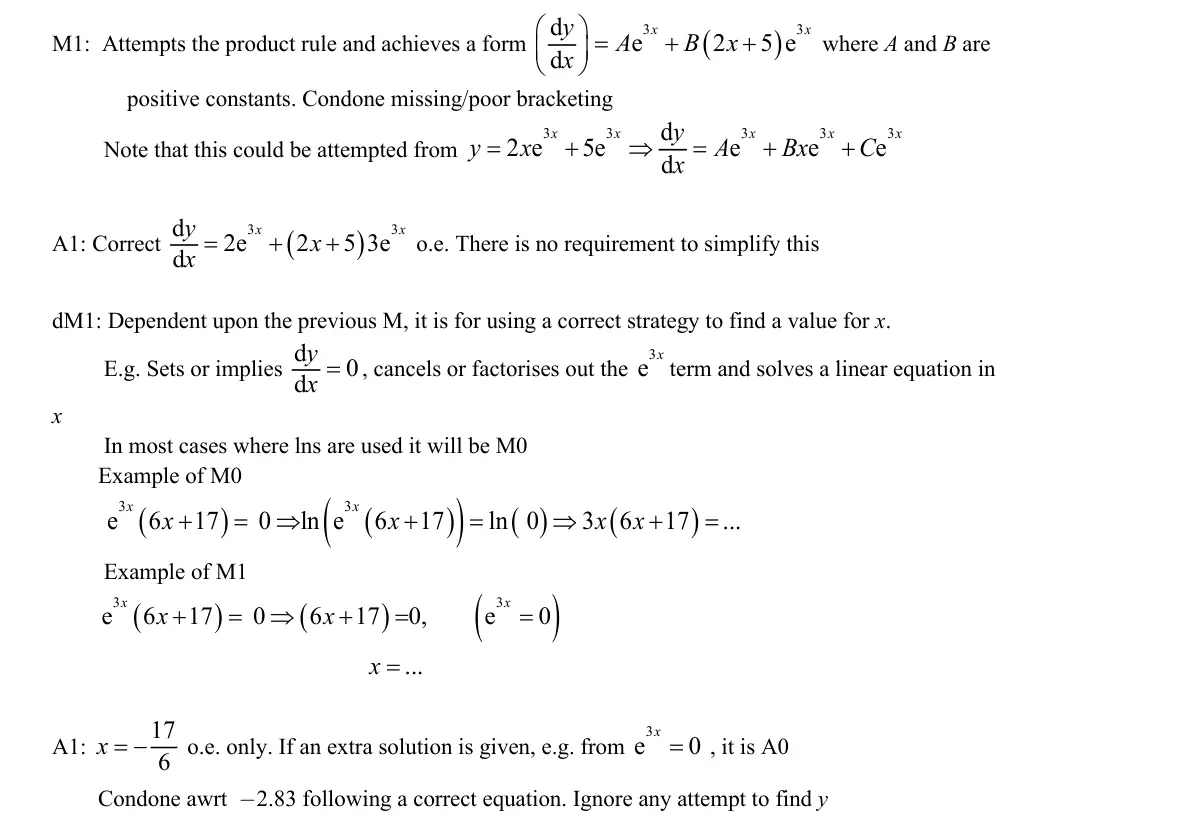 M1: Attempts the product rule and achieves a form (dy/dx) = Ae^{3x} + B(2x+5)e^{3x} where A and B are
positive constants. Condone missing/poor bracketing
Note that this could be attempted from y = 2xe^{3x} + 5e^{3x} ⇒ dy/dx = Ae^{3x} + Bxe^{3x} + Ce^{3x}
A1: Correct dy/dx = 2e^{3x} + (2x+5)3e^{3x} o.e. There is no requirement to simplify this
dM1: Dependent upon the previous M, it is for using a correct strategy to find a value for x.
E.g. Sets or implies dy/dx = 0, cancels or factorises out the e^{3x} term and solves a linear equation in
x
In most cases where lns are used it will be M0
Example of M0
e^{3x}(6x+17) = 0 ⇒ ln(e^{3x}(6x+17)) = ln(0) ⇒ 3x(6x+17) = ...
Example of M1
e^{3x}(6x+17) = 0 ⇒ (6x+17) =0, (e^{3x} = 0)
x = ...
A1: x = −17/6 o.e. only. If an extra solution is given, e.g. from e^{3x} = 0 , it is A0
Condone awrt −2.83 following a correct equation. Ignore any attempt to find y